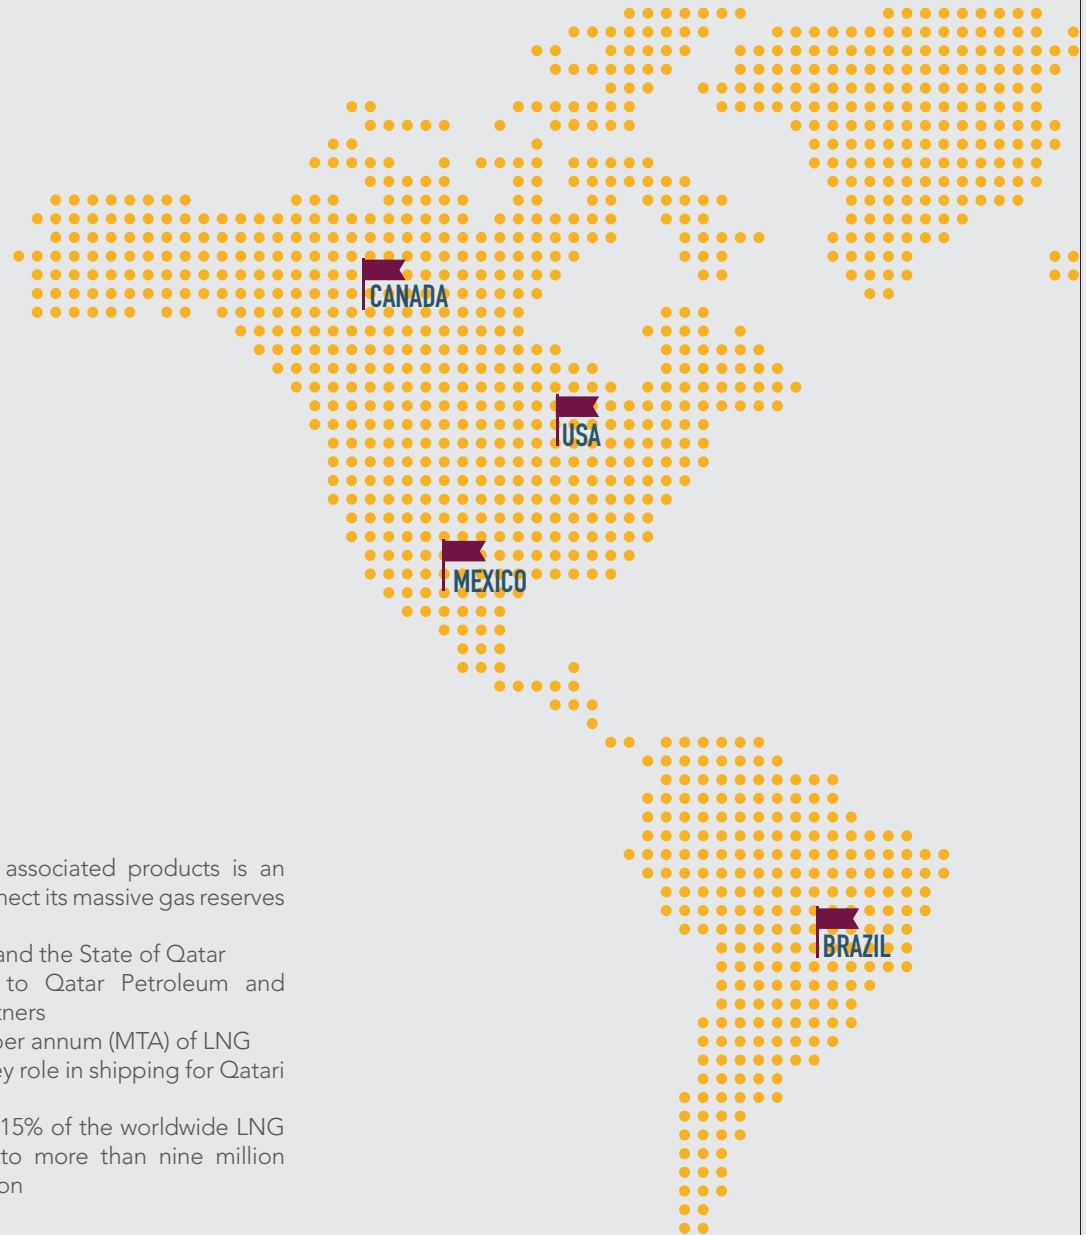 CANADA
USA
MEXICO
BRAZIL
associated products is an
nect its massive gas reserves
and the State of Qatar
to Qatar Petroleum and
tners
per annum (MTA) of LNG
ey role in shipping for Qatari
15% of the worldwide LNG
to more than nine million
on